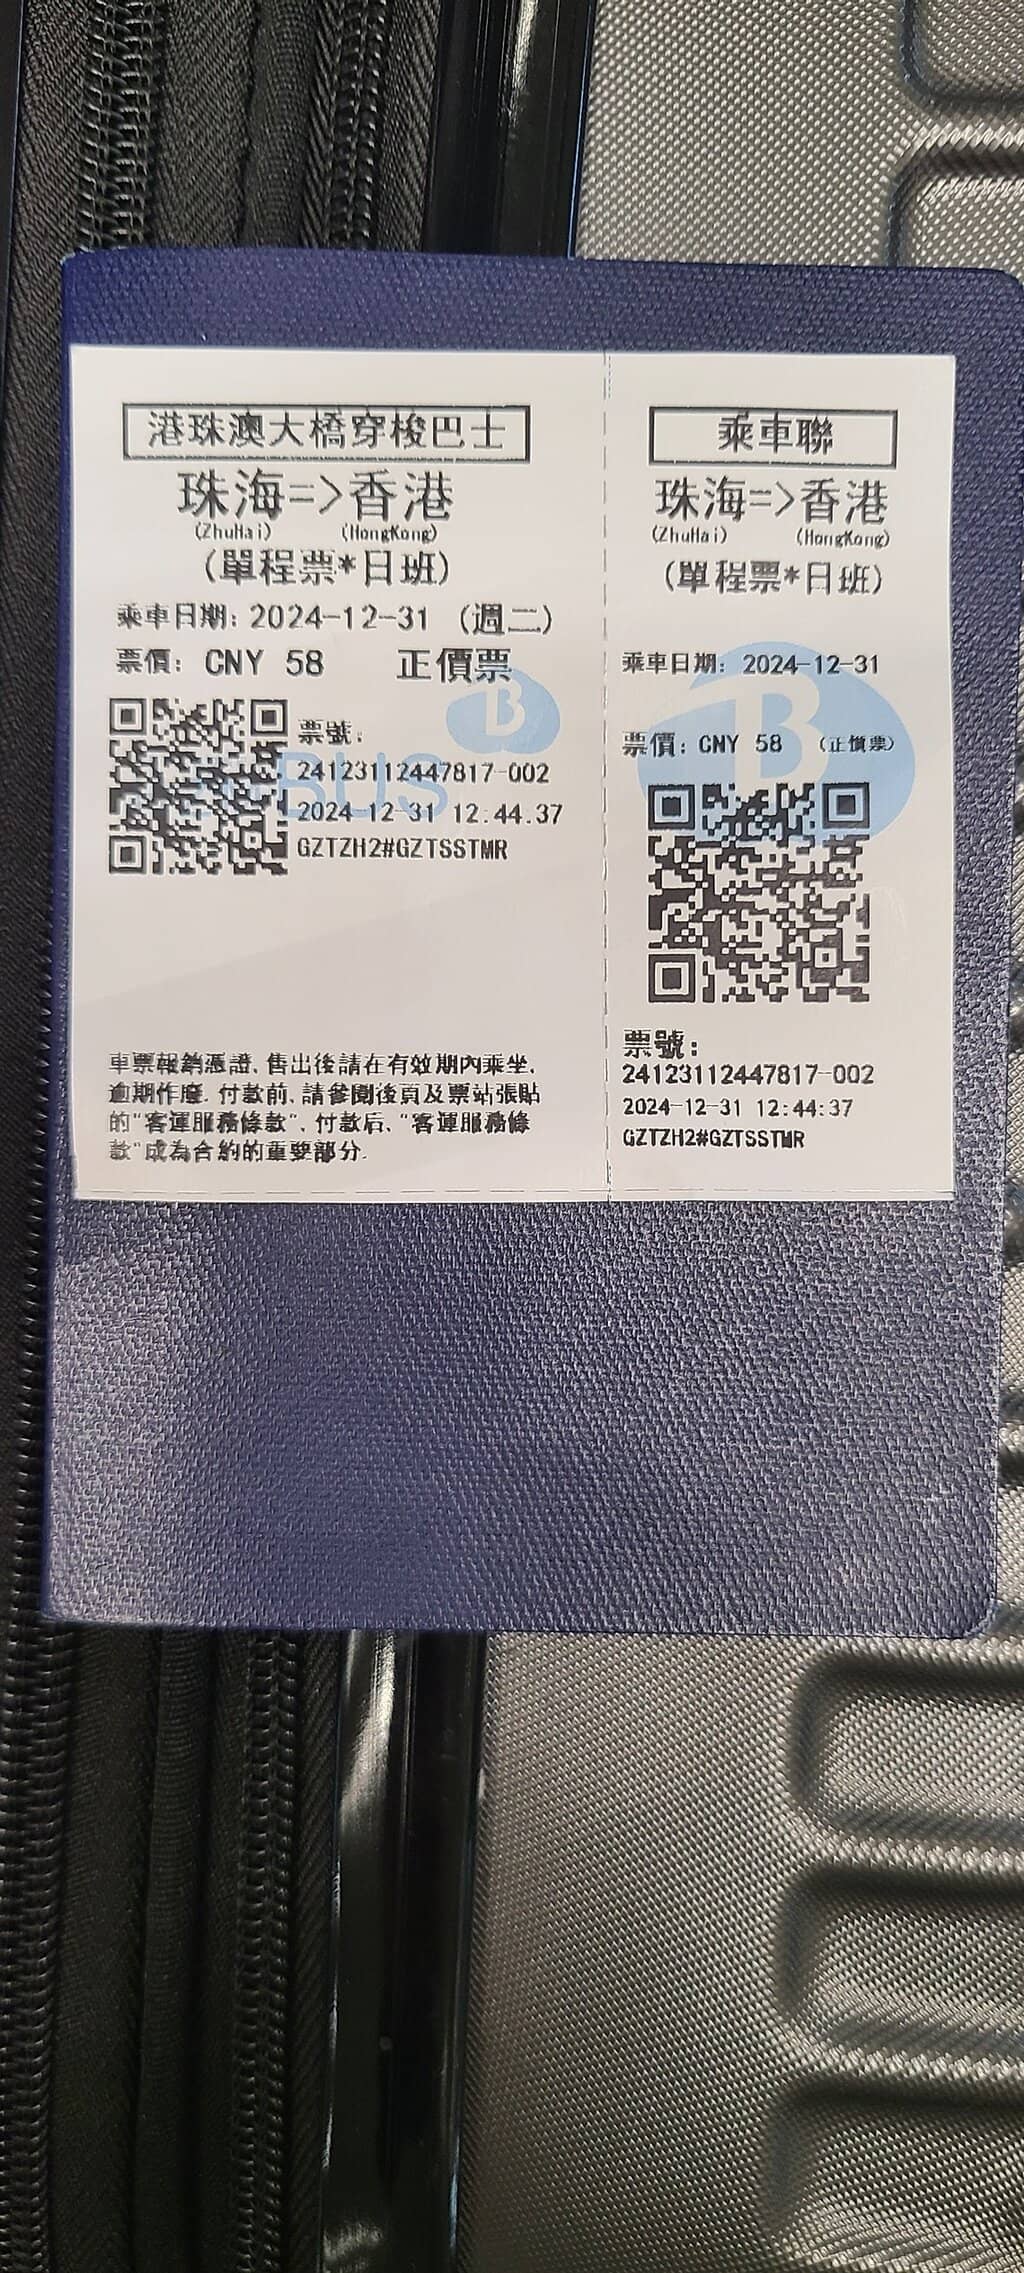 港珠澳大橋穿梭巴士
珠海=>香港
(ZhuHai) (HongKong)
(單程票*日班)
乘車日期: 2024-12-31 (週二)
票價: CNY 58 正價票
票號:
24123112447817-002
2024-12-31 12:44:37
GZTZH2#GZTSSTMR
BUS
B
車票報銷憑證, 售出後請在有效期內乘坐,
逾期作廢. 付款前, 請參閱後頁及票站張貼
的"客運服務條款", 付款后, "客運服務條
款"成為合約的重要部分.
乘車聯
珠海=>香港
(ZhuHai) (HongKong)
(單程票*日班)
乘車日期: 2024-12-31
B
票價: CNY 58 (正價票)
票號:
24123112447817-002
2024-12-31 12:44:37
GZTZH2#GZTSSTMR